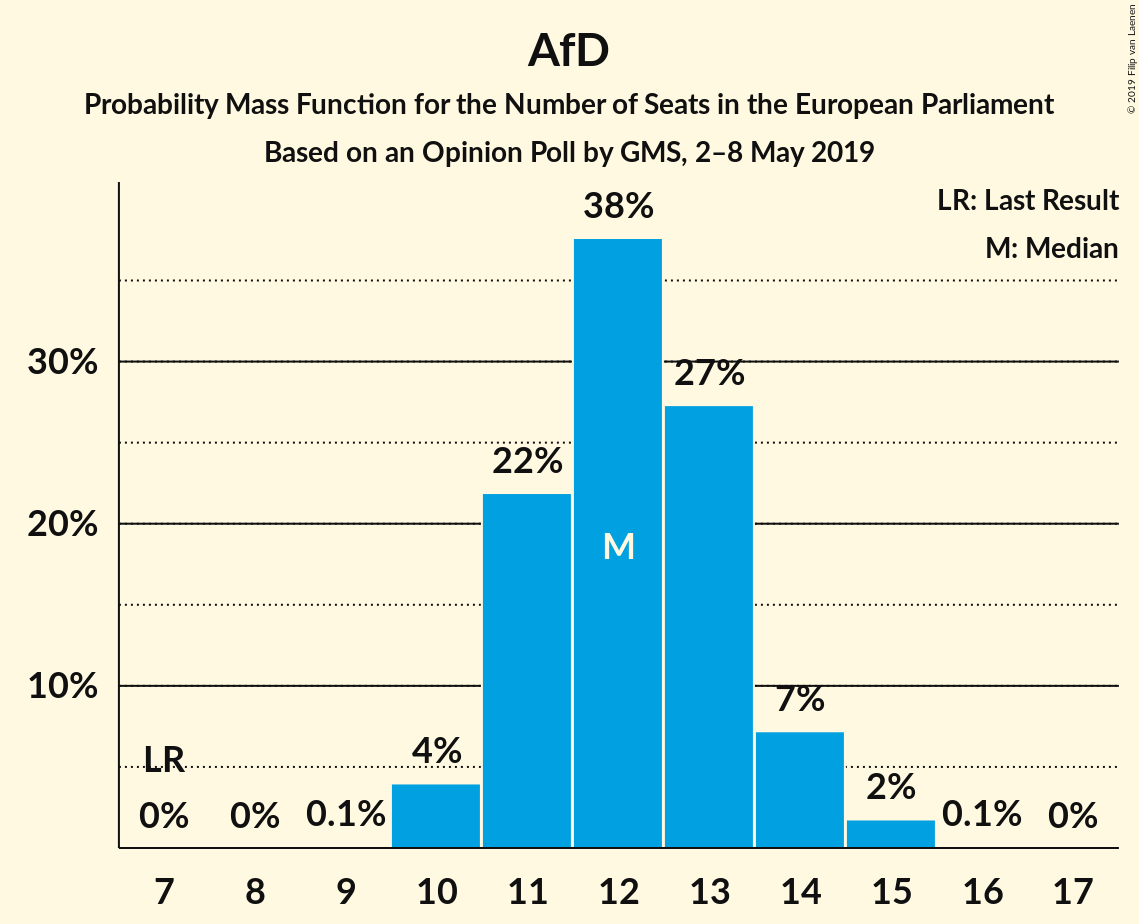 AfD
Probability Mass Function for the Number of Seats in the European Parliament
Based on an Opinion Poll by GMS, 2–8 May 2019
© 2019 Filip van Laenen
LR: Last Result
M: Median
38%
30%
27%
22%
20%
M
10%
7%
LR
4%
2%
0%
0%
0.1%
0.1%
0%
7 8 9 10 11 12 13 14 15 16 17